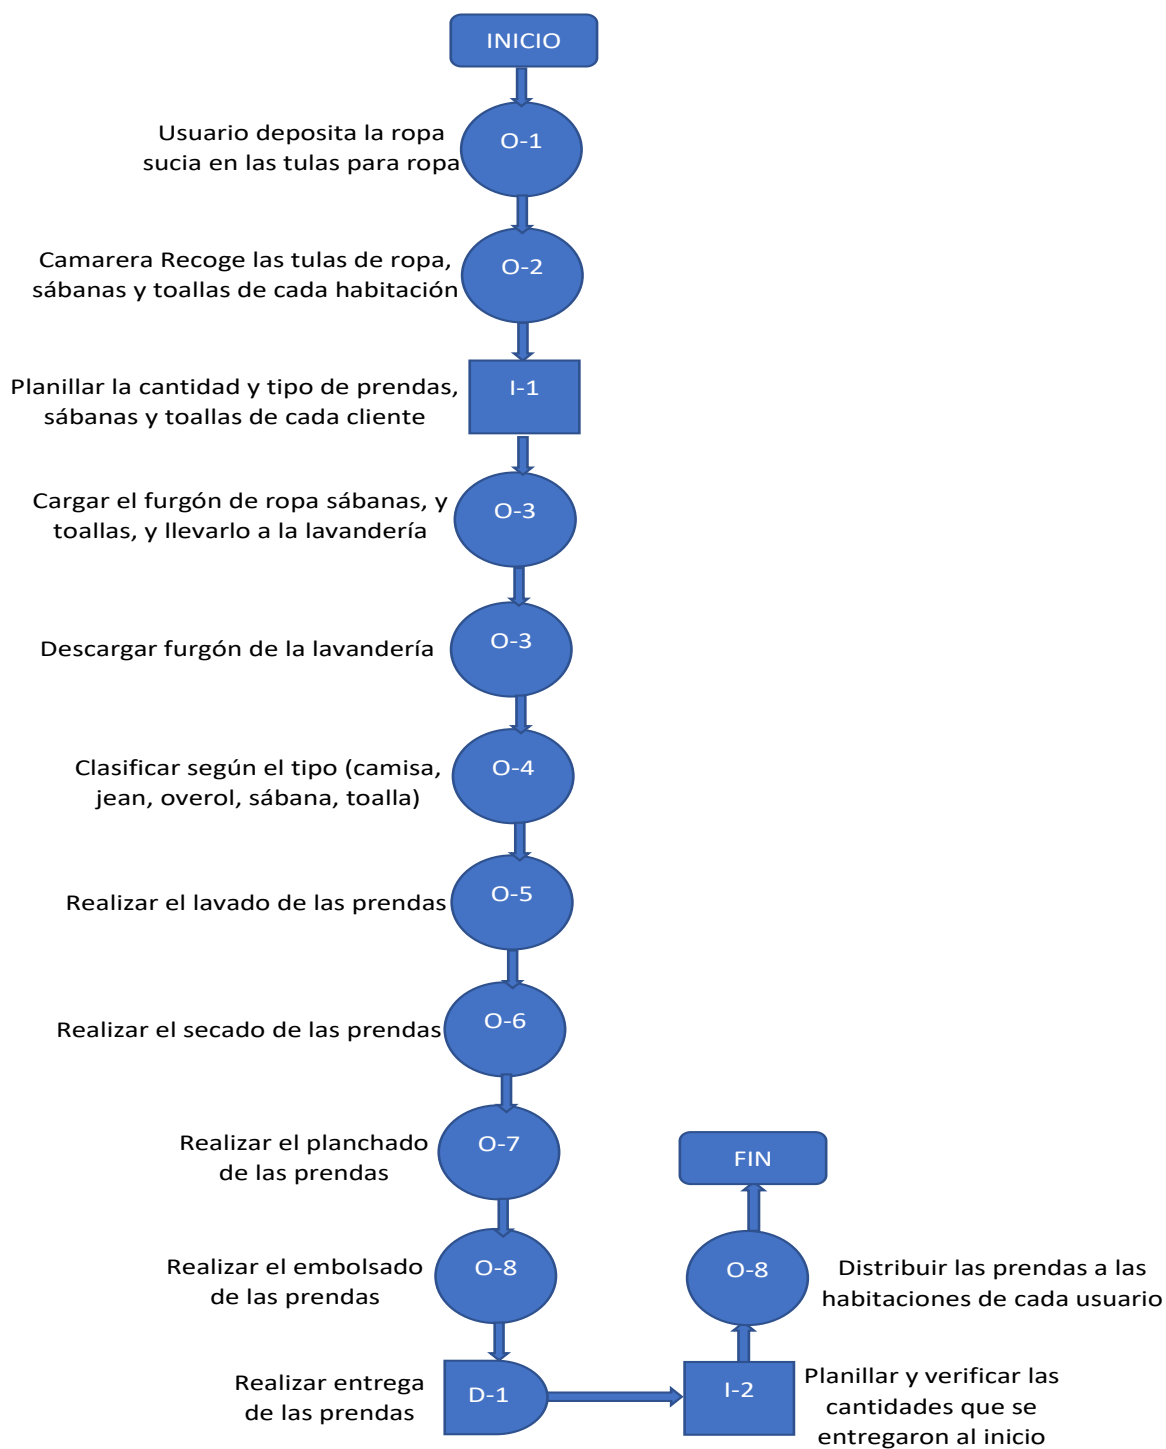 INICIO
Usuario deposita la ropa
sucia en las tulas para ropa
O-1
Camarera Recoge las tulas de ropa,
sábanas y toallas de cada habitación
O-2
Planillar la cantidad y tipo de prendas,
sábanas y toallas de cada cliente
I-1
Cargar el furgón de ropa sábanas, y
toallas, y llevarlo a la lavandería
O-3
Descargar furgón de la lavandería
O-3
Clasificar según el tipo (camisa,
jean, overol, sábana, toalla)
O-4
Realizar el lavado de las prendas
O-5
Realizar el secado de las prendas
O-6
Realizar el planchado
de las prendas
O-7
Realizar el embolsado
de las prendas
O-8
Realizar entrega
de las prendas
D-1
I-2
Planillar y verificar las
cantidades que se
entregaron al inicio
O-8
Distribuir las prendas a las
habitaciones de cada usuario
FIN